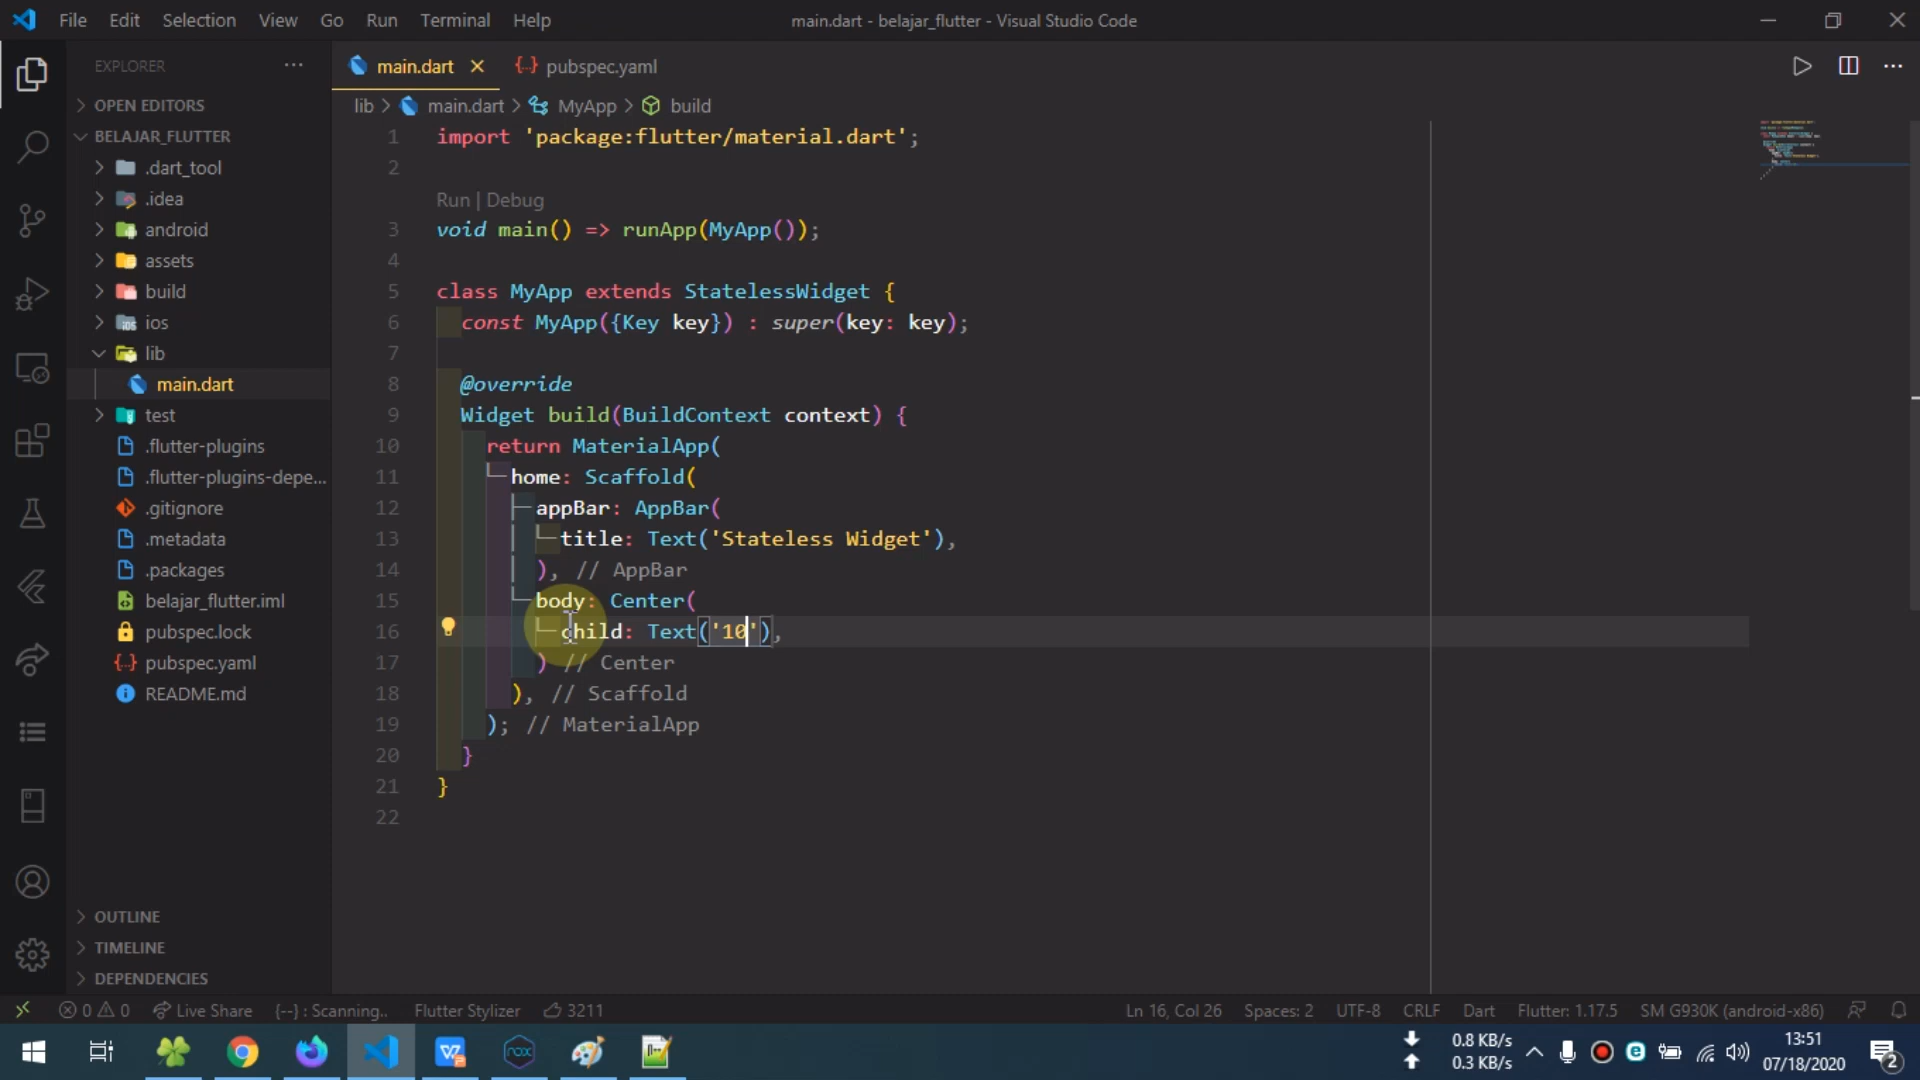 File Edit Selection View Go Run Terminal Help
main.dart - belajar_flutter - Visual Studio Code
EXPLORER
OPEN EDITORS
BELAJAR_FLUTTER
.dart_tool
.idea
android
assets
build
ios
lib
main.dart
test
.flutter-plugins
.flutter-plugins-depe...
.gitignore
.metadata
.packages
belajar_flutter.iml
pubspec.lock
pubspec.yaml
README.md
OUTLINE
TIMELINE
DEPENDENCIES
main.dart pubspec.yaml
lib > main.dart > MyApp > build
1 import 'package:flutter/material.dart';
2
Run | Debug
3 void main() => runApp(MyApp());
4
5 class MyApp extends StatelessWidget {
6 const MyApp({Key key}) : super(key: key);
7
8 @override
9 Widget build(BuildContext context) {
10 return MaterialApp(
11 home: Scaffold(
12 appBar: AppBar(
13 title: Text('Stateless Widget'),
14 ), // AppBar
15 body: Center(
16 child: Text('10'),
17 ) // Center
18 ), // Scaffold
19 ); // MaterialApp
20 }
21 }
22
0 0 Live Share {--} : Scanning.. Flutter Stylizer 3211
Ln 16, Col 26 Spaces: 2 UTF-8 CRLF Dart Flutter: 1.17.5 SM G930K (android-x86)
nox
0.8 KB/s
0.3 KB/s
13:51
07/18/2020
2